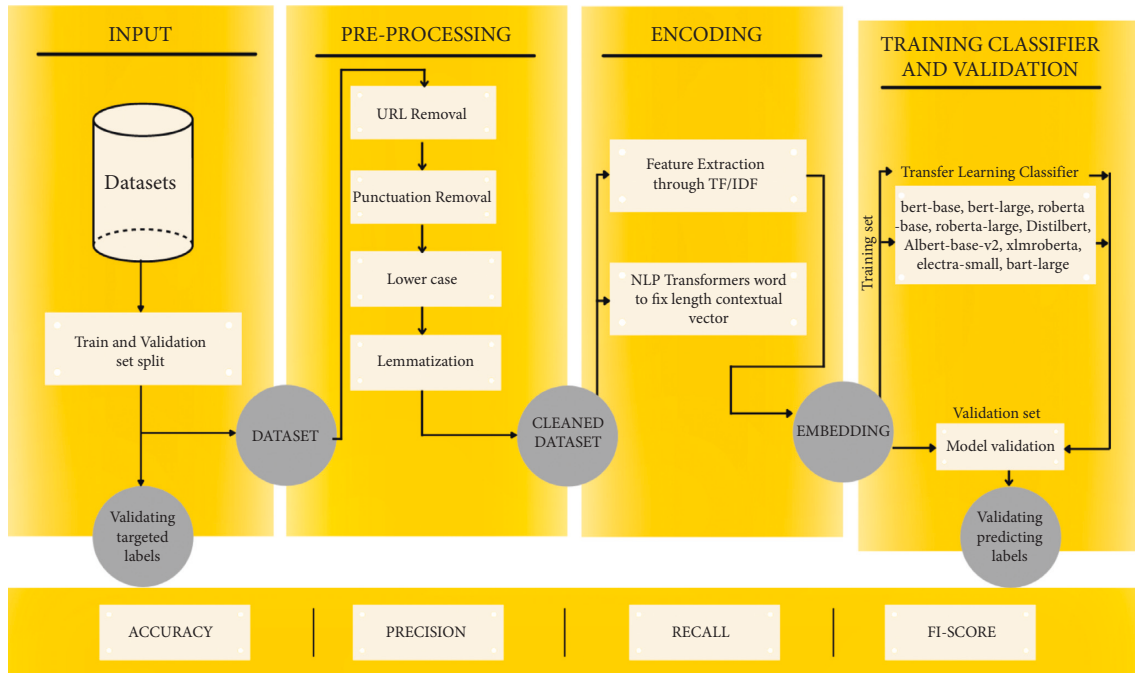 INPUT
Datasets
Train and Validation
set split
DATASET
Validating
targeted
labels
PRE-PROCESSING
URL Removal
Punctuation Removal
Lower case
Lemmatization
CLEANED
DATASET
ENCODING
Feature Extraction
through TF/IDF
NLP Transformers word
to fix length contextual
vector
EMBEDDING
TRAINING CLASSIFIER
AND VALIDATION
Training set
Transfer Learning Classifier
bert-base, bert-large, roberta
-base, roberta-large, Distilbert,
Albert-base-v2, xlmroberta,
electra-small, bart-large
Validation set
Model validation
Validating
predicting
labels
ACCURACY
PRECISION
RECALL
FI-SCORE